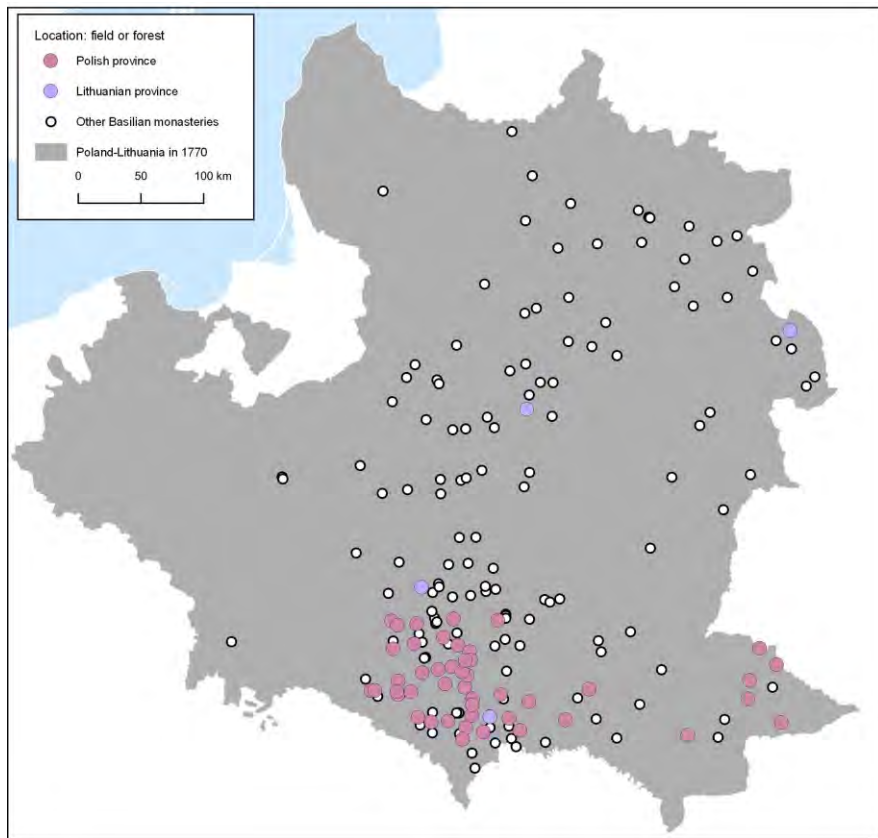 Location: field or forest
Polish province
Lithuanian province
Other Basilian monasteries
Poland-Lithuania in 1770
0 50 100 km